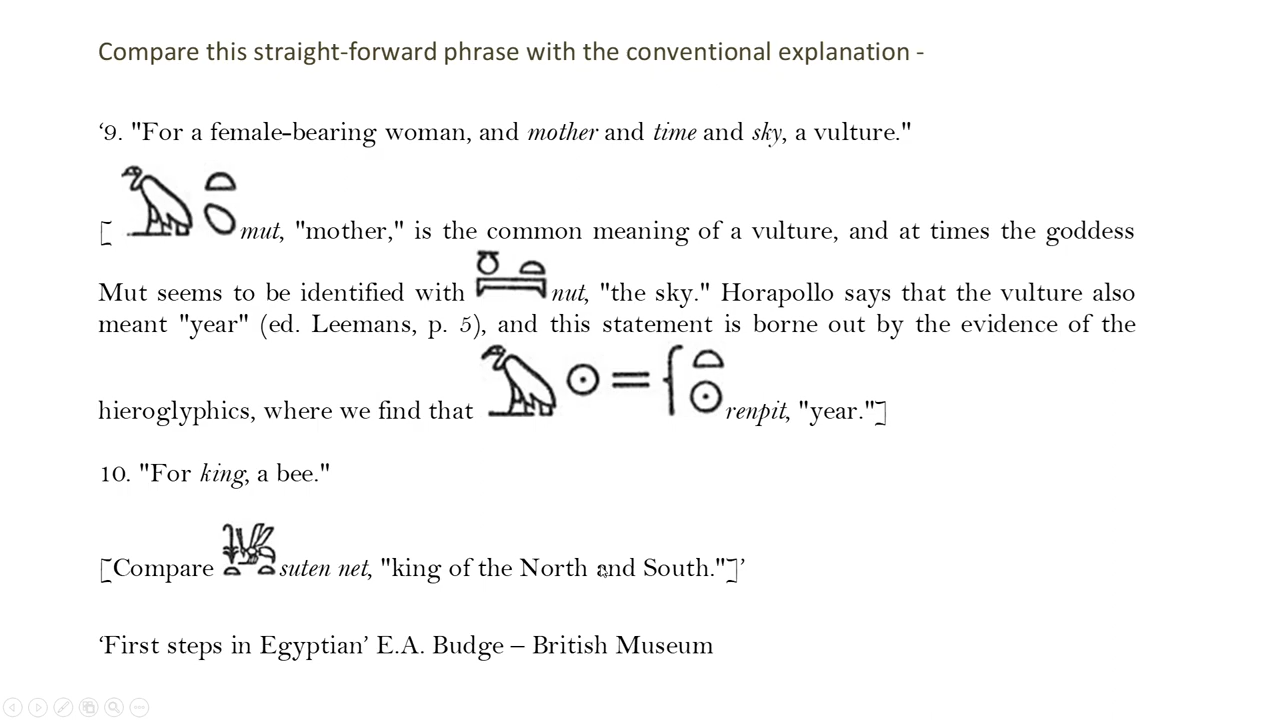 Compare this straight-forward phrase with the conventional explanation -
‘9. "For a female-bearing woman, and mother and time and sky, a vulture."
[ mut, "mother," is the common meaning of a vulture, and at times the goddess
Mut seems to be identified with nut, "the sky." Horapollo says that the vulture also
meant "year" (ed. Leemans, p. 5), and this statement is borne out by the evidence of the
hieroglyphics, where we find that = renpit, "year."]
10. "For king, a bee."
[Compare suten net, "king of the North and South."]’
‘First steps in Egyptian’ E.A. Budge – British Museum